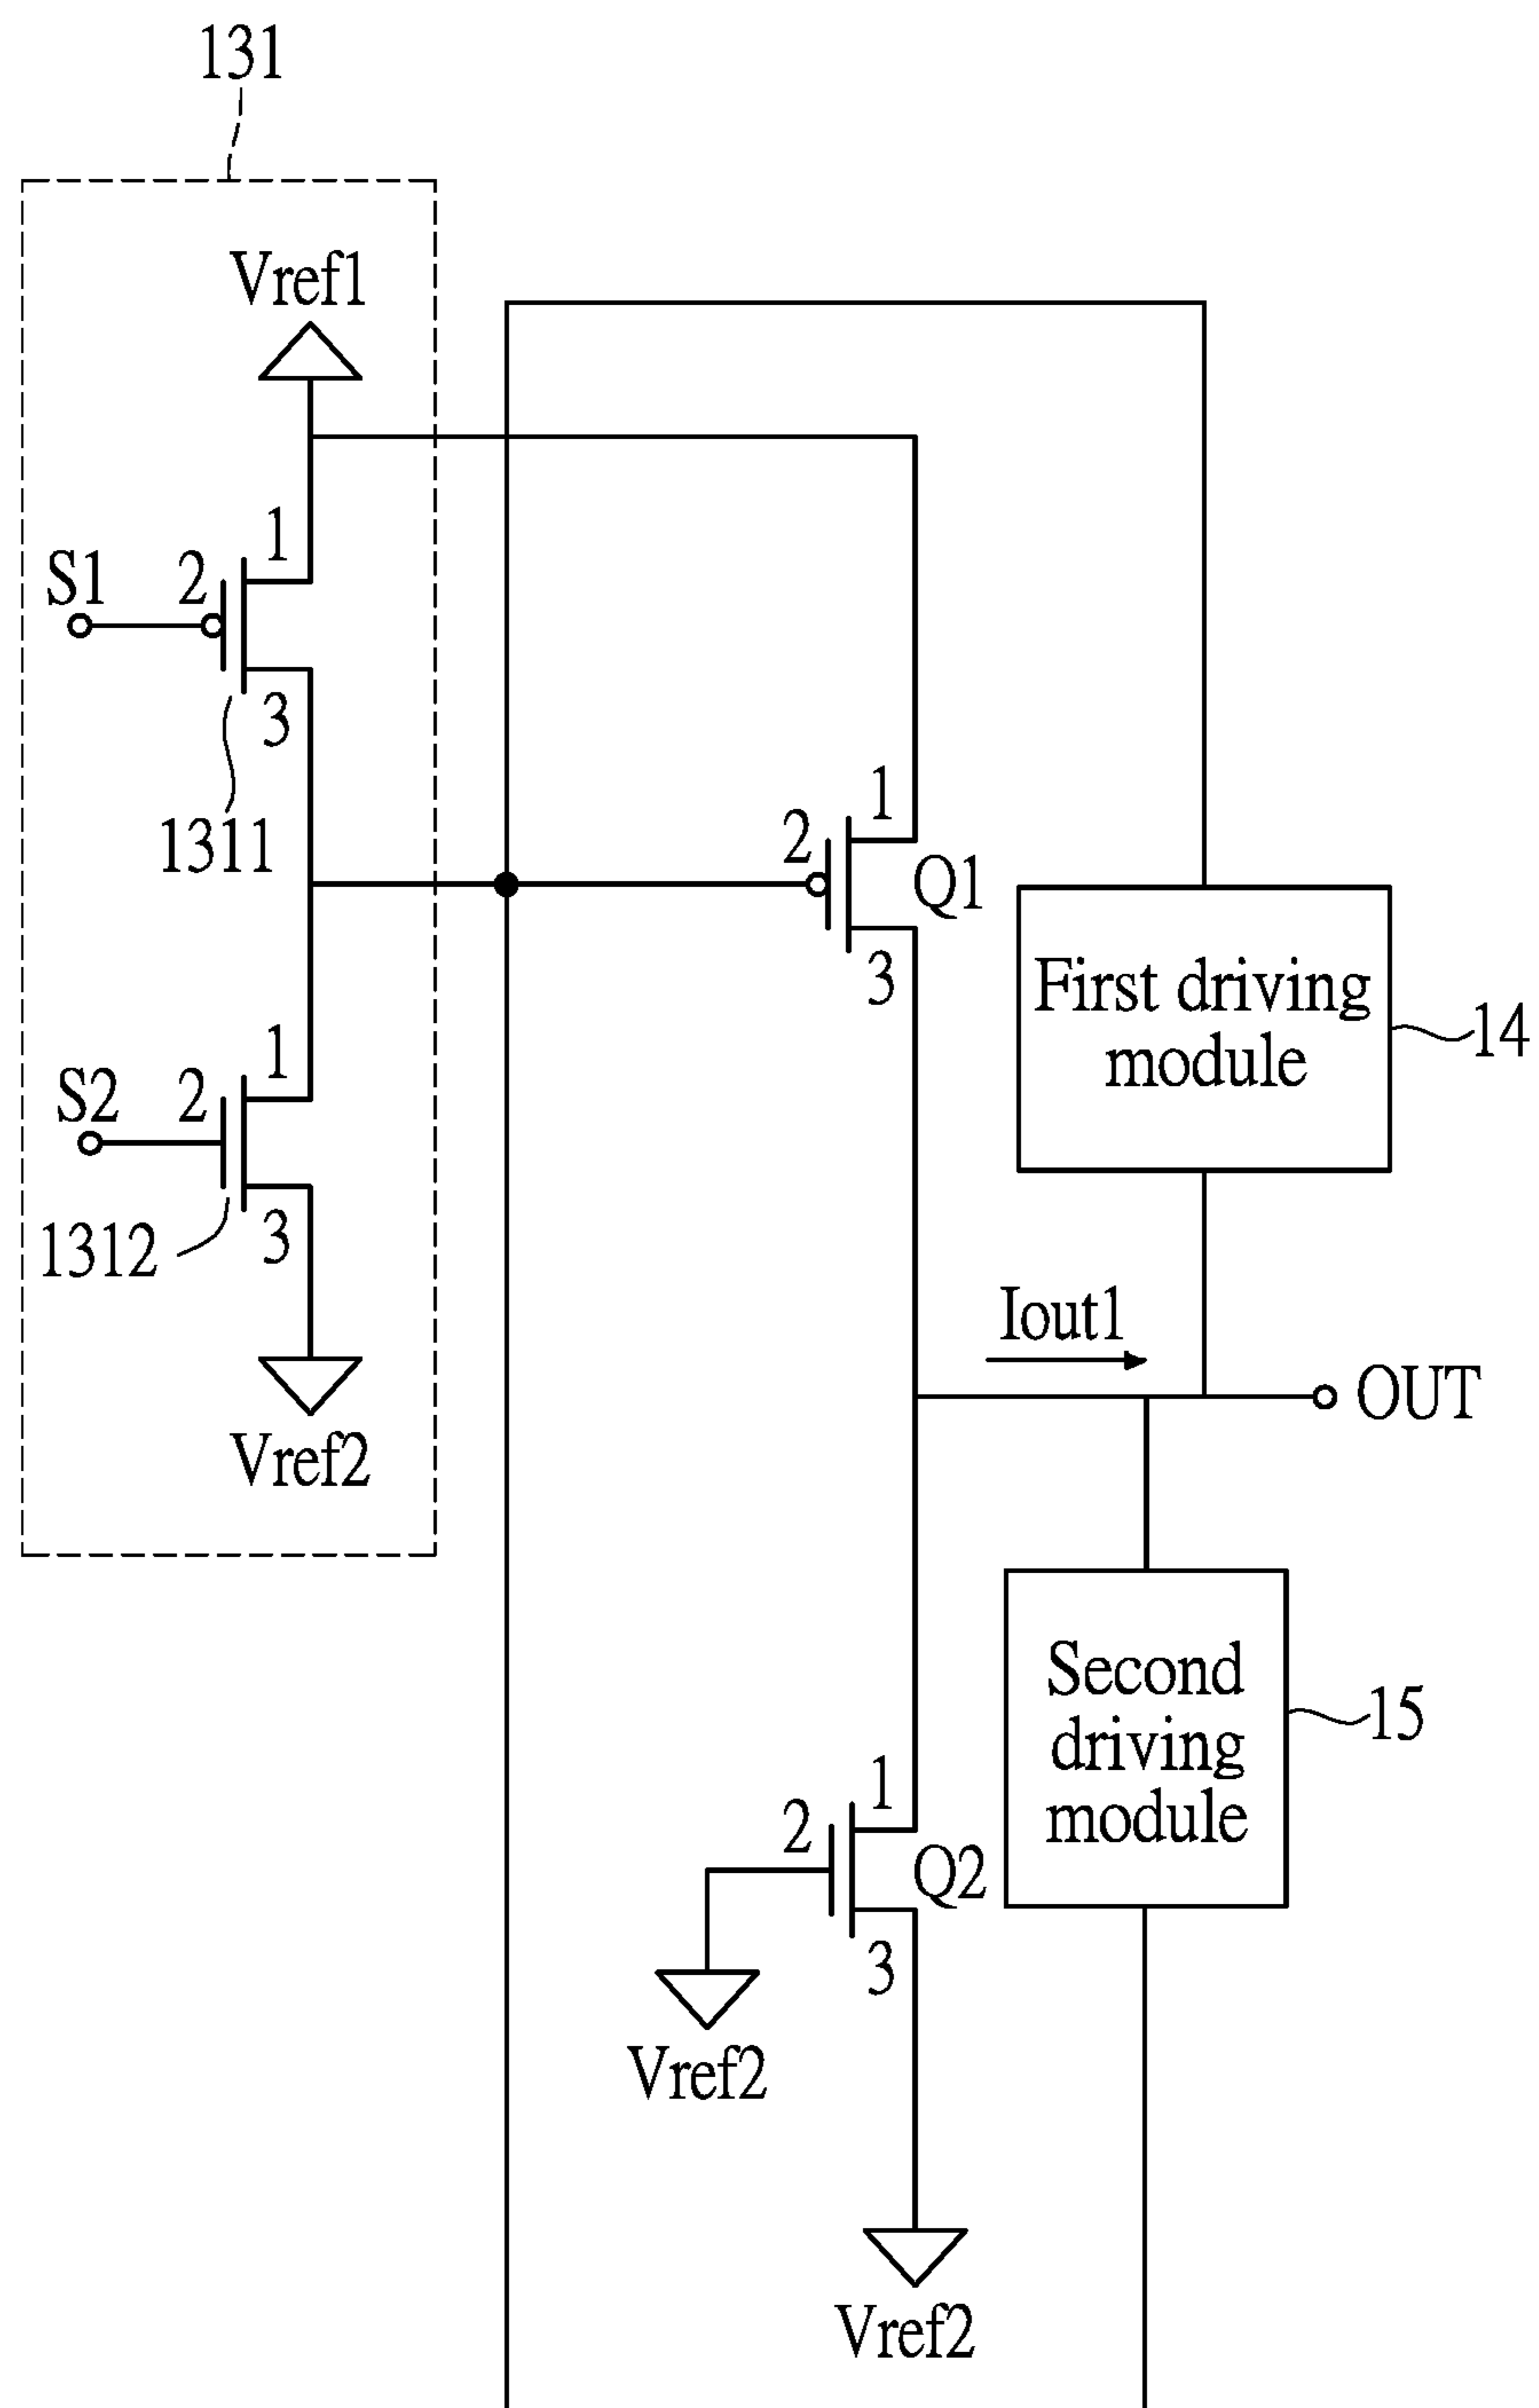 131
Vref1
1
S1
2
3
1311
1
2
Q1
3
First driving
module
14
1
S2
2
3
1312
Iout1
OUT
Vref2
Second
driving
module
15
1
2
Q2
3
Vref2
Vref2